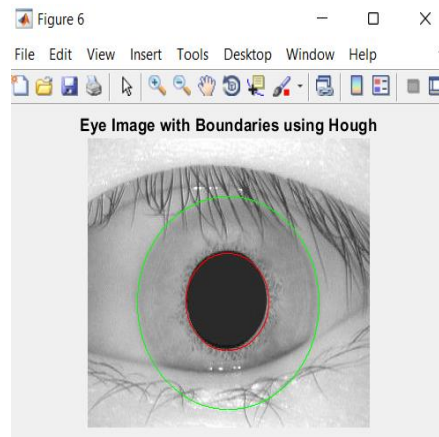 Figure 6
File Edit View Insert Tools Desktop Window Help
Eye Image with Boundaries using Hough